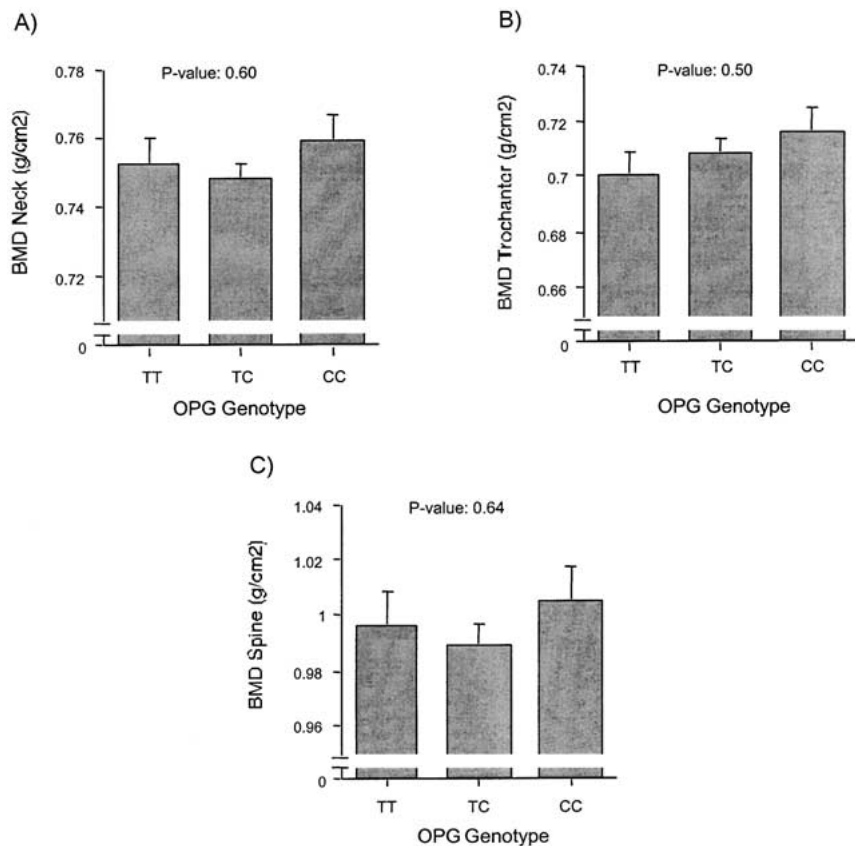 A)
P-value: 0.60
BMD Neck (g/cm2)
0.78
0.76
0.74
0.72
0
TT TC CC
OPG Genotype
B)
P-value: 0.50
BMD Trochanter (g/cm2)
0.74
0.72
0.7
0.68
0.66
0
TT TC CC
OPG Genotype
C)
P-value: 0.64
BMD Spine (g/cm2)
1.04
1.02
1
0.98
0.96
0
TT TC CC
OPG Genotype